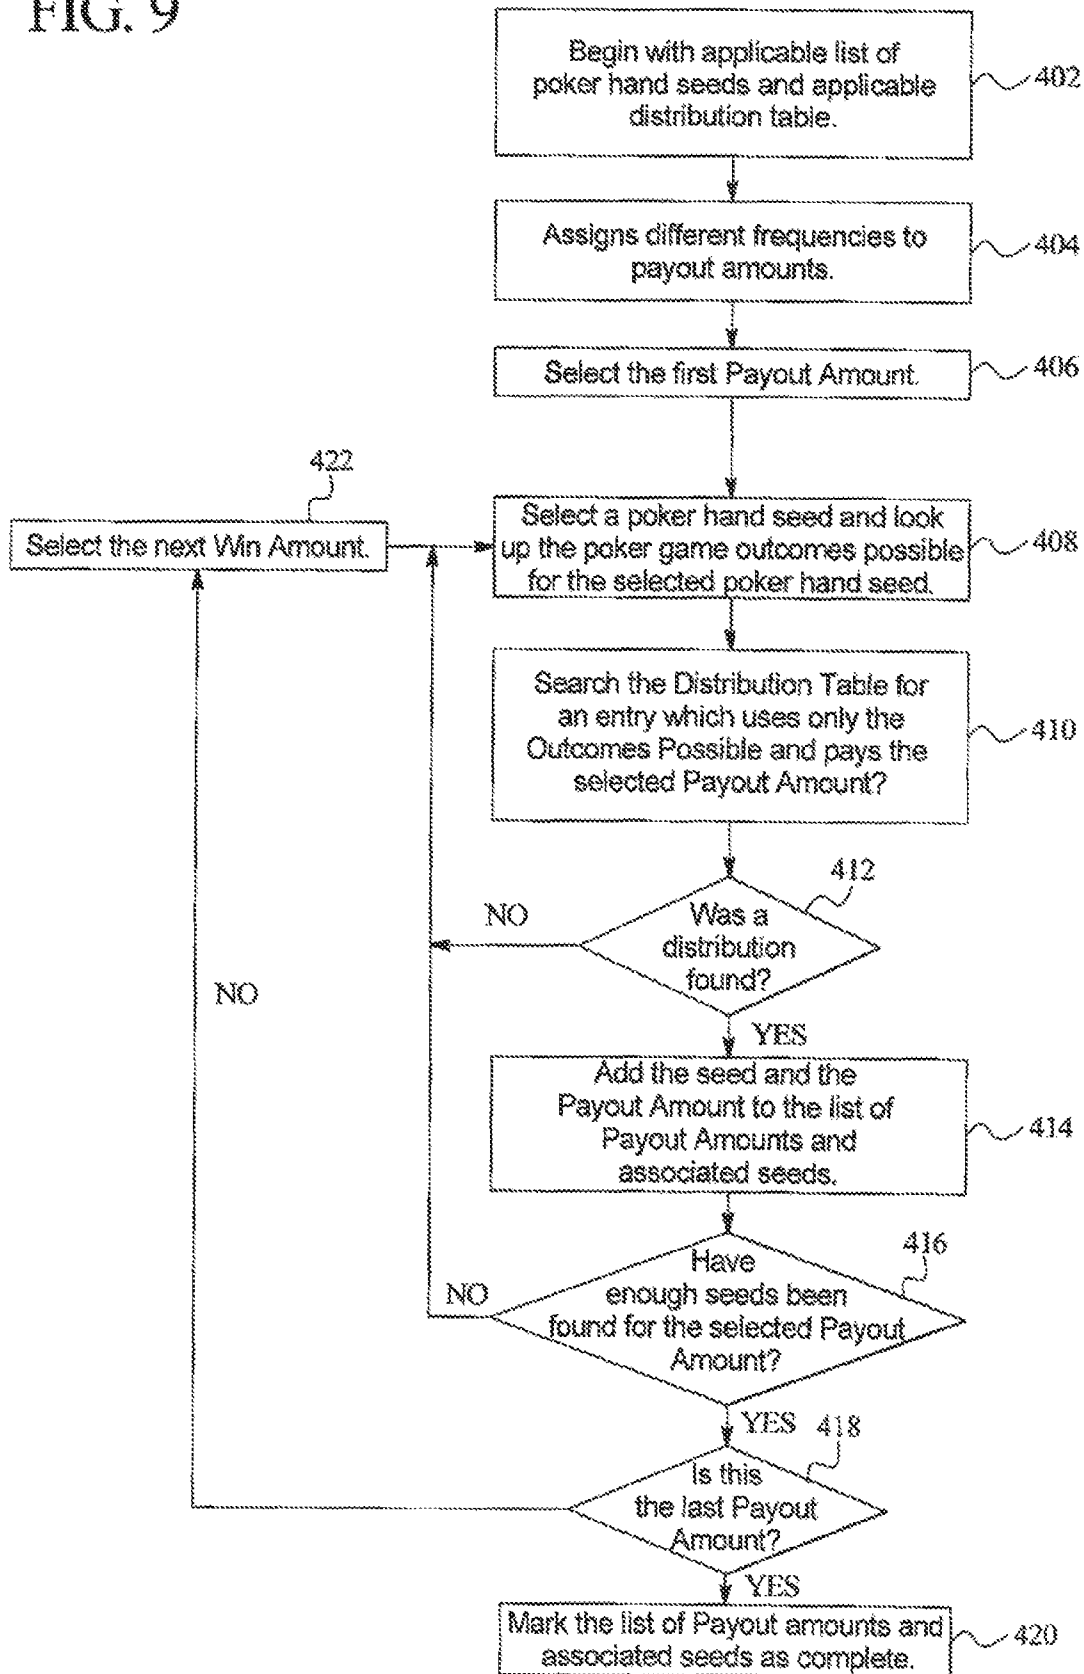 FIG. 9
Begin with applicable list of
poker hand seeds and applicable
distribution table.
402
Assigns different frequencies to
payout amounts.
404
Select the first Payout Amount.
406
422
Select the next Win Amount.
Select a poker hand seed and look
up the poker game outcomes possible
for the selected poker hand seed.
408
Search the Distribution Table for
an entry which uses only the
Outcomes Possible and pays the
selected Payout Amount?
410
412
NO
Was a
distribution
found?
NO
YES
Add the seed and the
Payout Amount to the list of
Payout Amounts and
associated seeds.
414
416
NO
Have
enough seeds been
found for the selected Payout
Amount?
YES
418
Is this
the last Payout
Amount?
YES
Mark the list of Payout amounts and
associated seeds as complete.
420